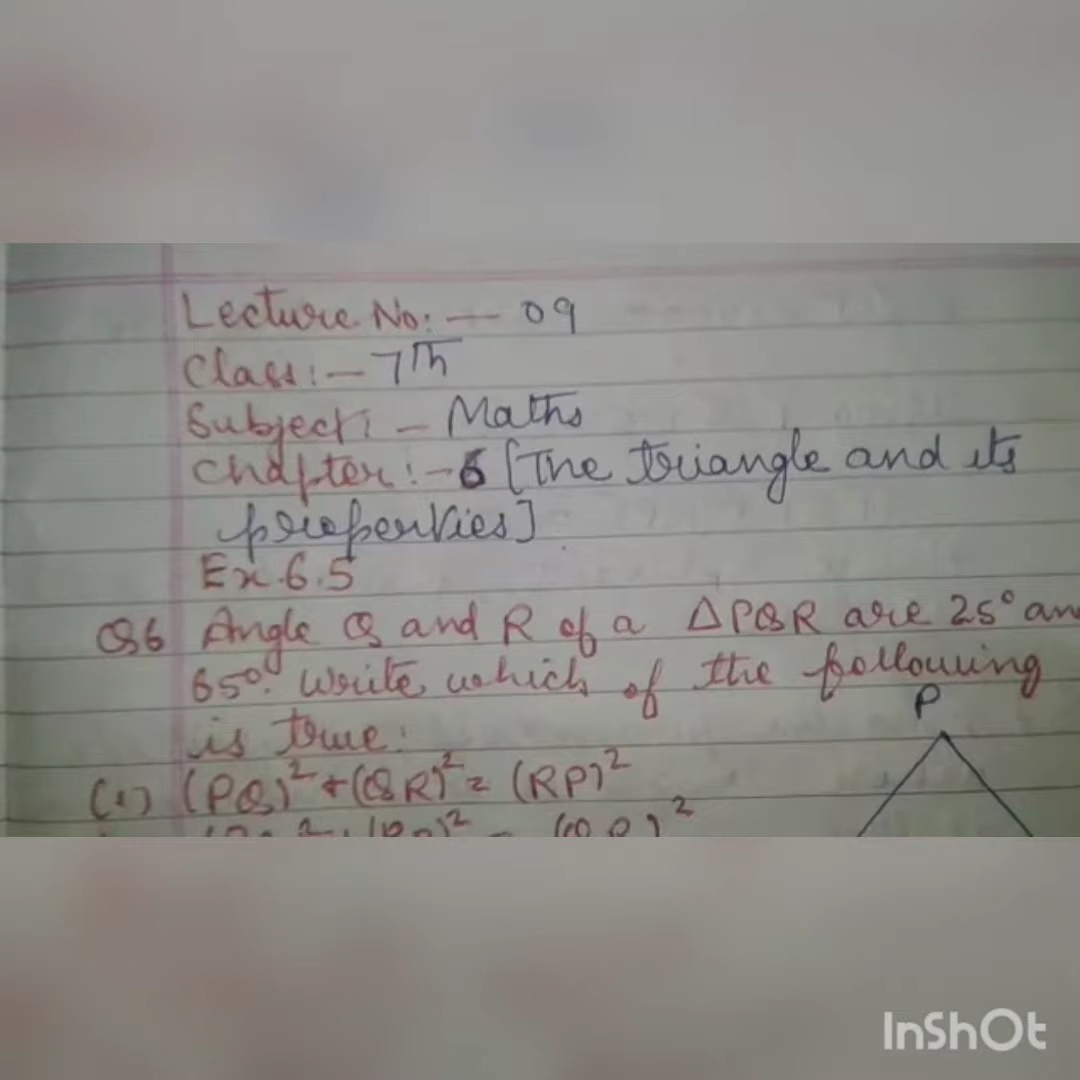 Lecture No:- 09
Class:- 7th
Subject:- Maths
Chapter:-6 [The triangle and its
properties]
Ex.6.5
Q6 Angle Q and R of a △PQR are 25° an
65°. Write which of the following
is true.
P
(i) (PQ)²+(QR)²= (RP)²
InShOt